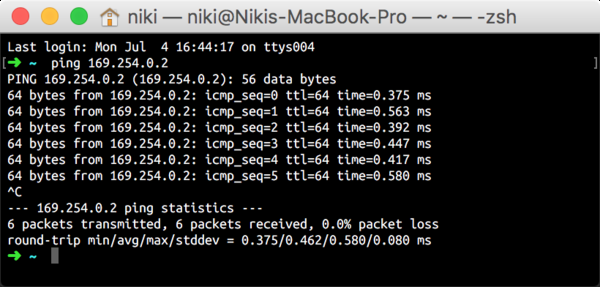 niki — niki@Nikis-MacBook-Pro — ~ — -zsh
Last login: Mon Jul  4 16:44:17 on ttys004
[➜ ~  ping 169.254.0.2 ]
PING 169.254.0.2 (169.254.0.2): 56 data bytes
64 bytes from 169.254.0.2: icmp_seq=0 ttl=64 time=0.375 ms
64 bytes from 169.254.0.2: icmp_seq=1 ttl=64 time=0.563 ms
64 bytes from 169.254.0.2: icmp_seq=2 ttl=64 time=0.392 ms
64 bytes from 169.254.0.2: icmp_seq=3 ttl=64 time=0.447 ms
64 bytes from 169.254.0.2: icmp_seq=4 ttl=64 time=0.417 ms
64 bytes from 169.254.0.2: icmp_seq=5 ttl=64 time=0.580 ms
^C
--- 169.254.0.2 ping statistics ---
6 packets transmitted, 6 packets received, 0.0% packet loss
round-trip min/avg/max/stddev = 0.375/0.462/0.580/0.080 ms
➜ ~